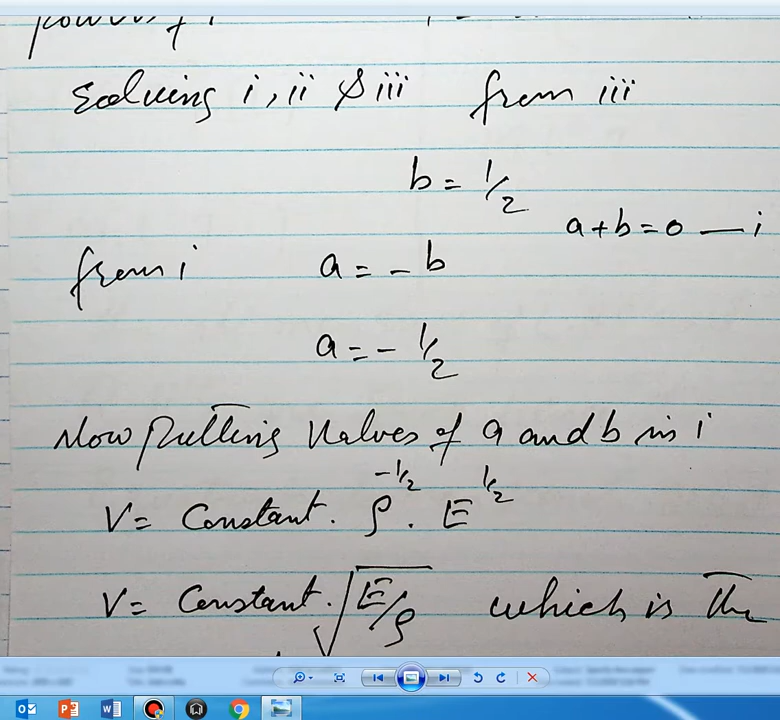 Solving i, ii & iii from iii
b = 1/2
a + b = 0 — i
from i a = - b
a = - 1/2
Now putting values of a and b in i
V = Constant. ρ^-1/2 . E^1/2
V = Constant. √E/ρ which is the